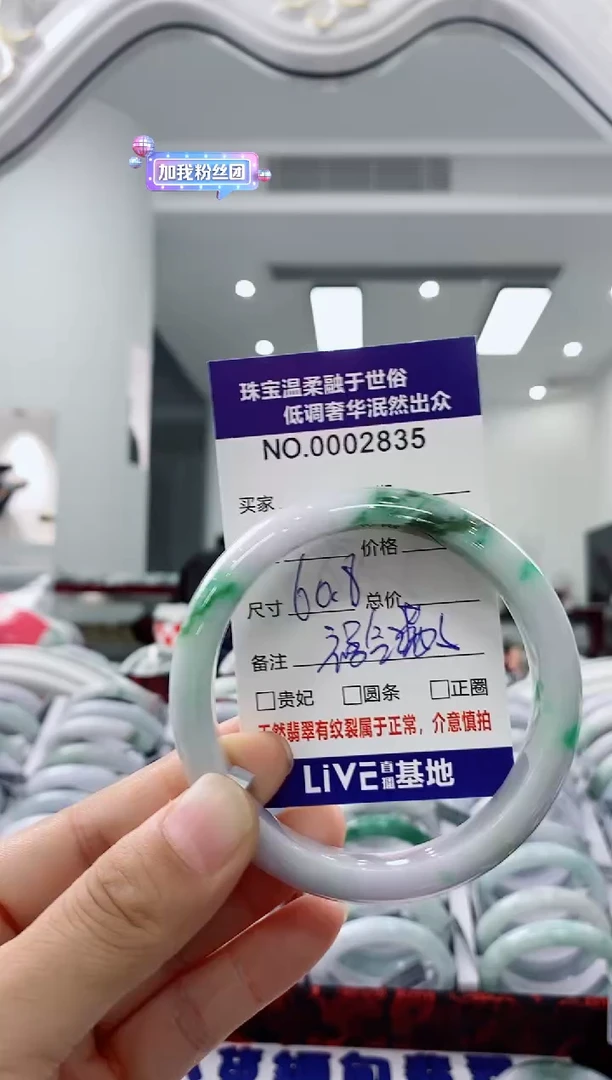 加我粉丝团
珠宝温柔融于世俗
低调奢华泯然出众
NO.0002835
买家
价格
尺寸 60.8 总价
备注
□贵妃 □圆条 □正圈
天然翡翠有纹裂属于正常，介意慎拍
LiVE直播基地